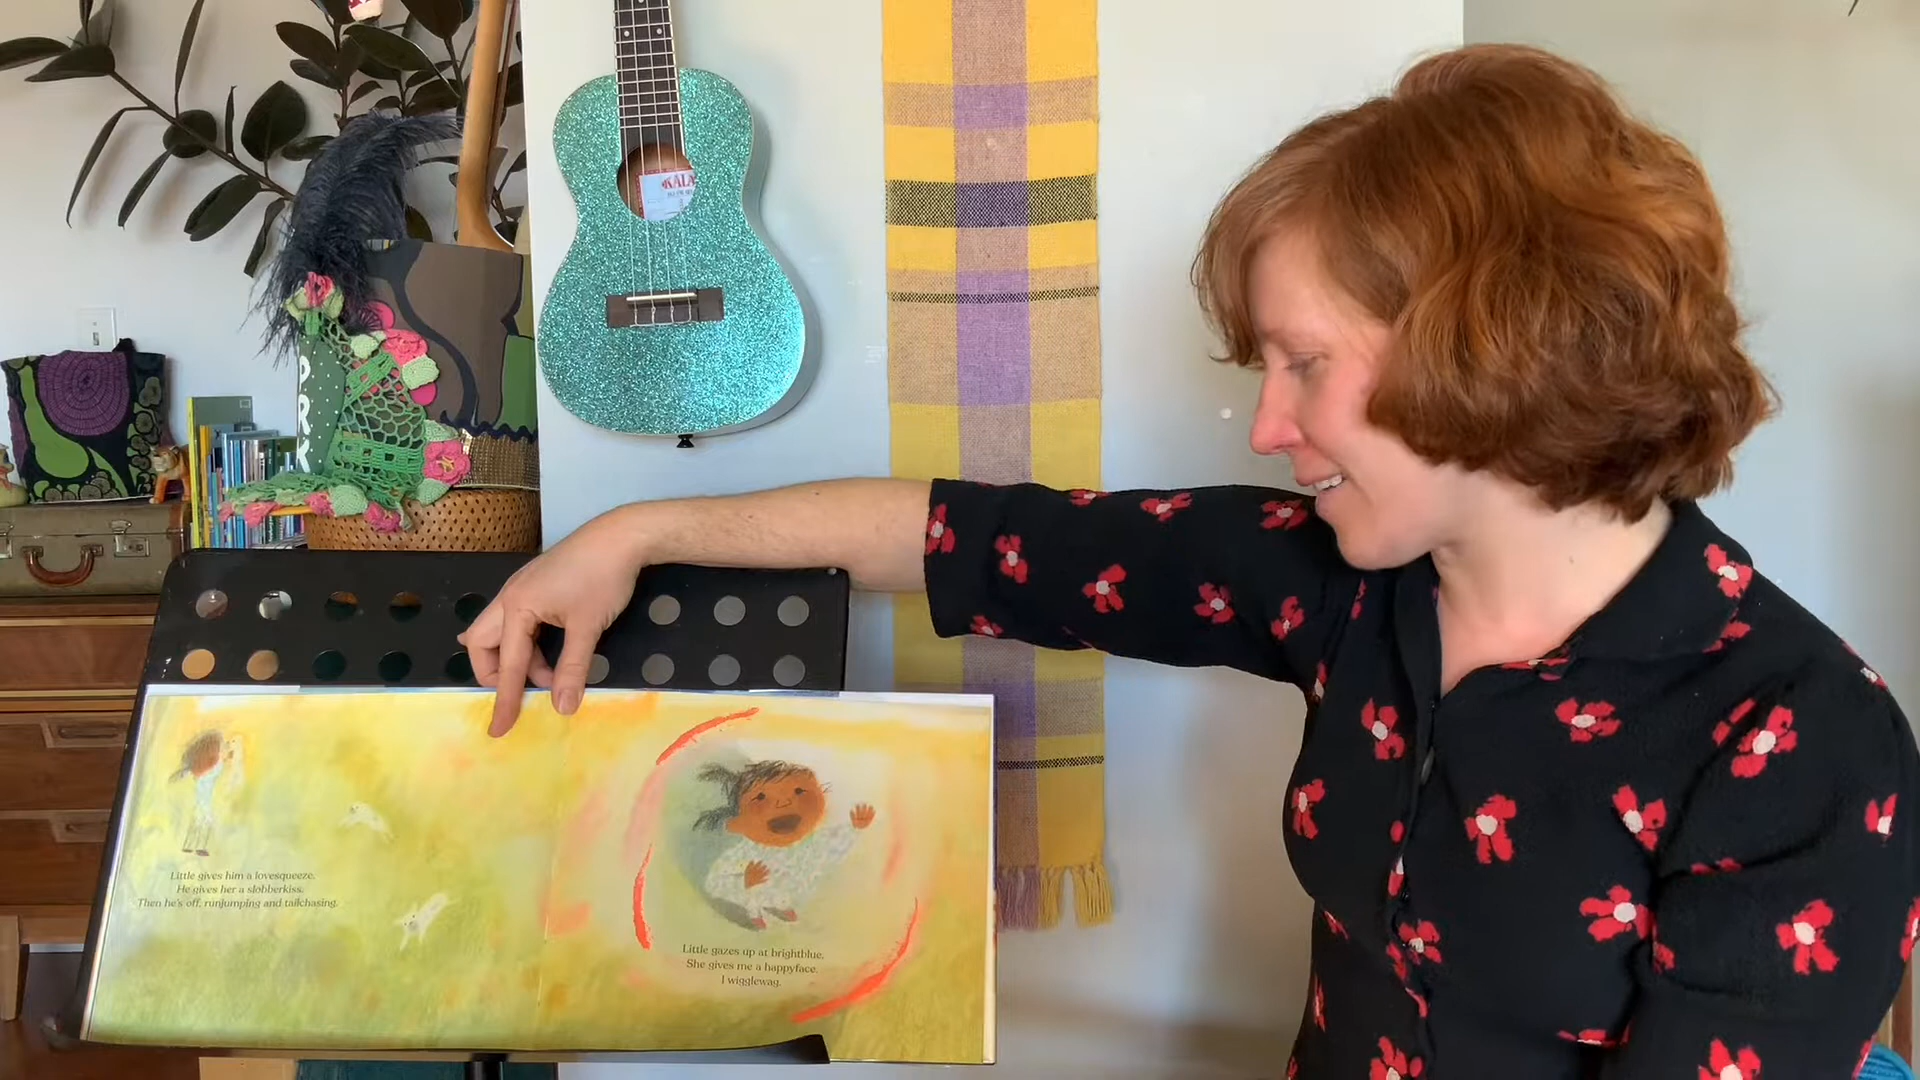 KALA
ORK
Little gives him a lovesqueeze.
He gives her a slobberkiss.
Then he's off, runjumping and tailchasing.
Little gazes up at brightblue.
She gives me a happyface.
I wigglewag.